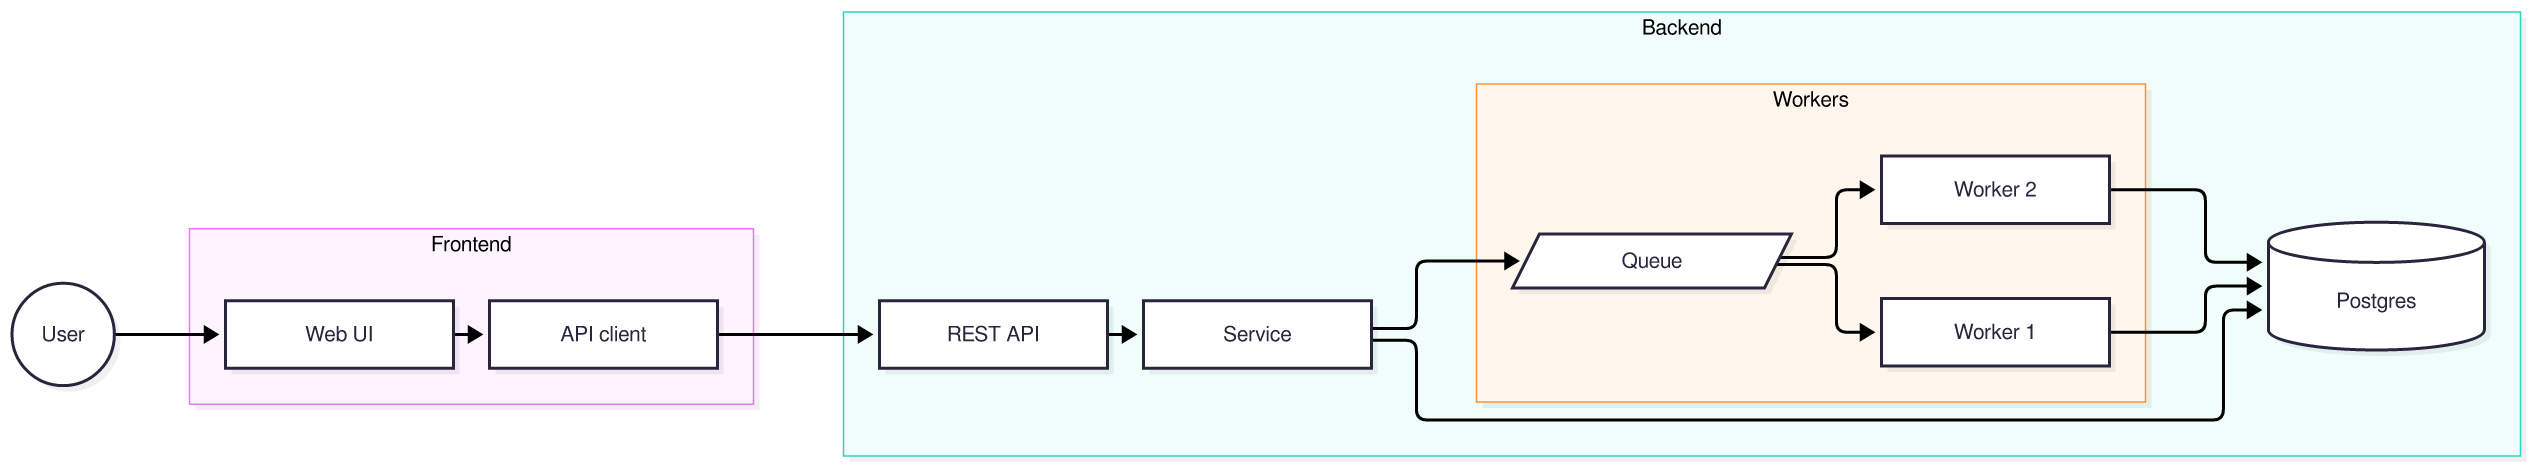 Backend
Workers
Worker 2
Frontend
Queue
Postgres
User
Web UI
API client
REST API
Service
Worker 1